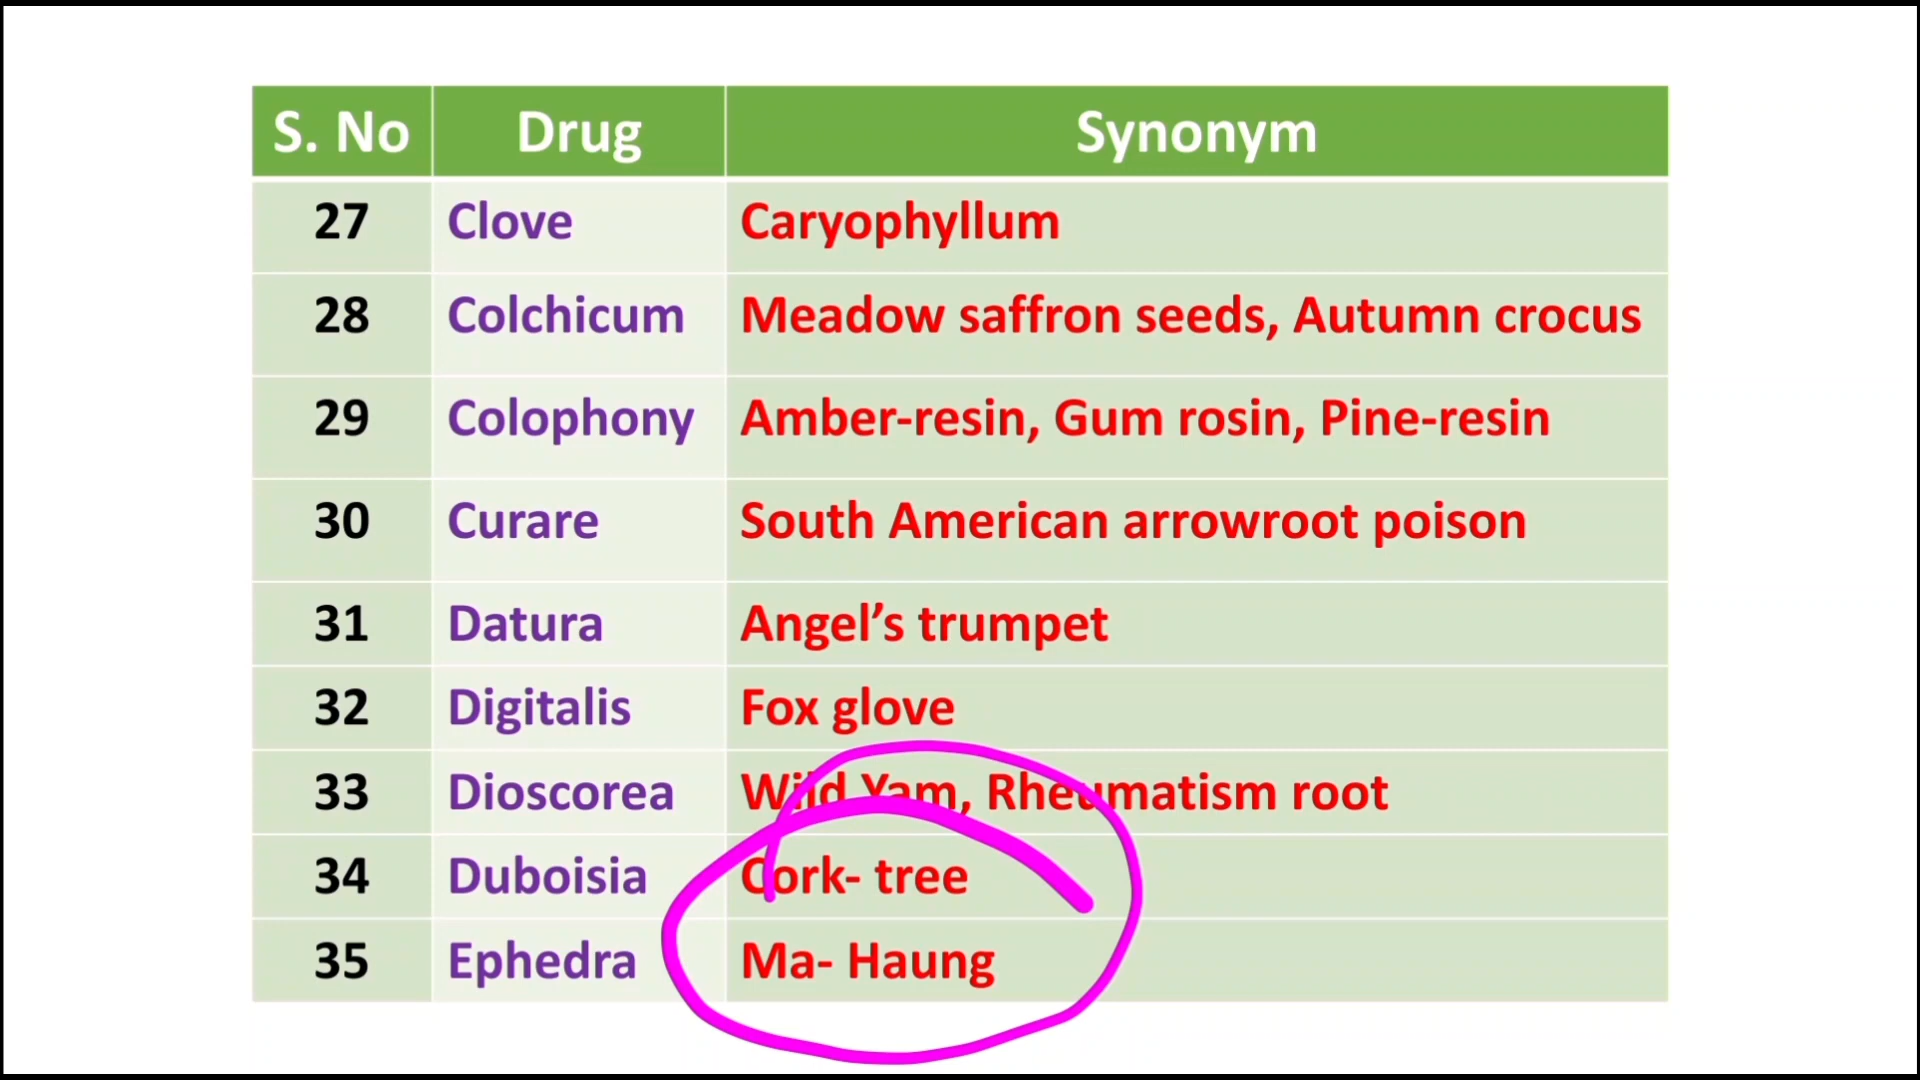 S. No Drug Synonym
27 Clove Caryophyllum
28 Colchicum Meadow saffron seeds, Autumn crocus
29 Colophony Amber-resin, Gum rosin, Pine-resin
30 Curare South American arrowroot poison
31 Datura Angel’s trumpet
32 Digitalis Fox glove
33 Dioscorea Wild Yam, Rheumatism root
34 Duboisia Cork- tree
35 Ephedra Ma- Haung